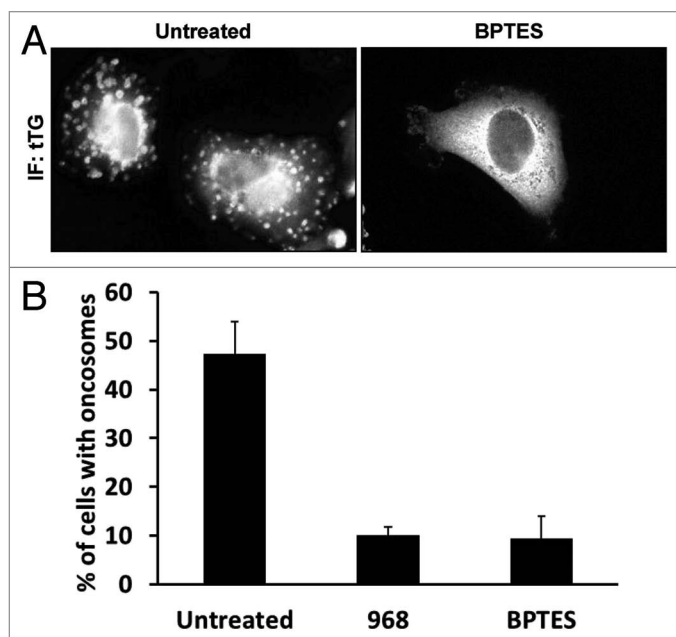 A
Untreated
BPTES
IF: tTG
B
% of cells with oncosomes
60
50
40
30
20
10
0
Untreated
968
BPTES